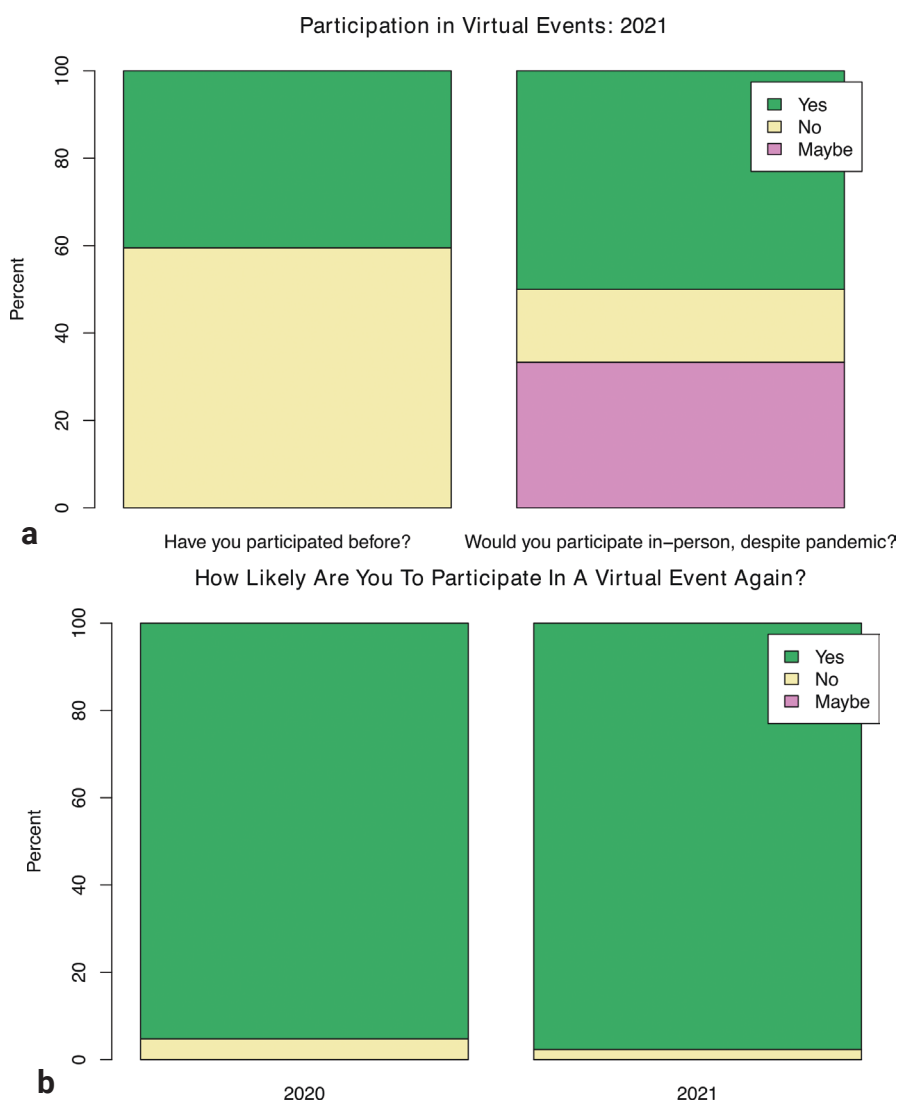 Participation in Virtual Events: 2021
100
80
60
40
20
0
Percent
Yes
No
Maybe
a
Have you participated before?
Would you participate in–person, despite pandemic?
How Likely Are You To Participate In A Virtual Event Again?
100
80
60
40
20
0
Percent
Yes
No
Maybe
b
2020
2021